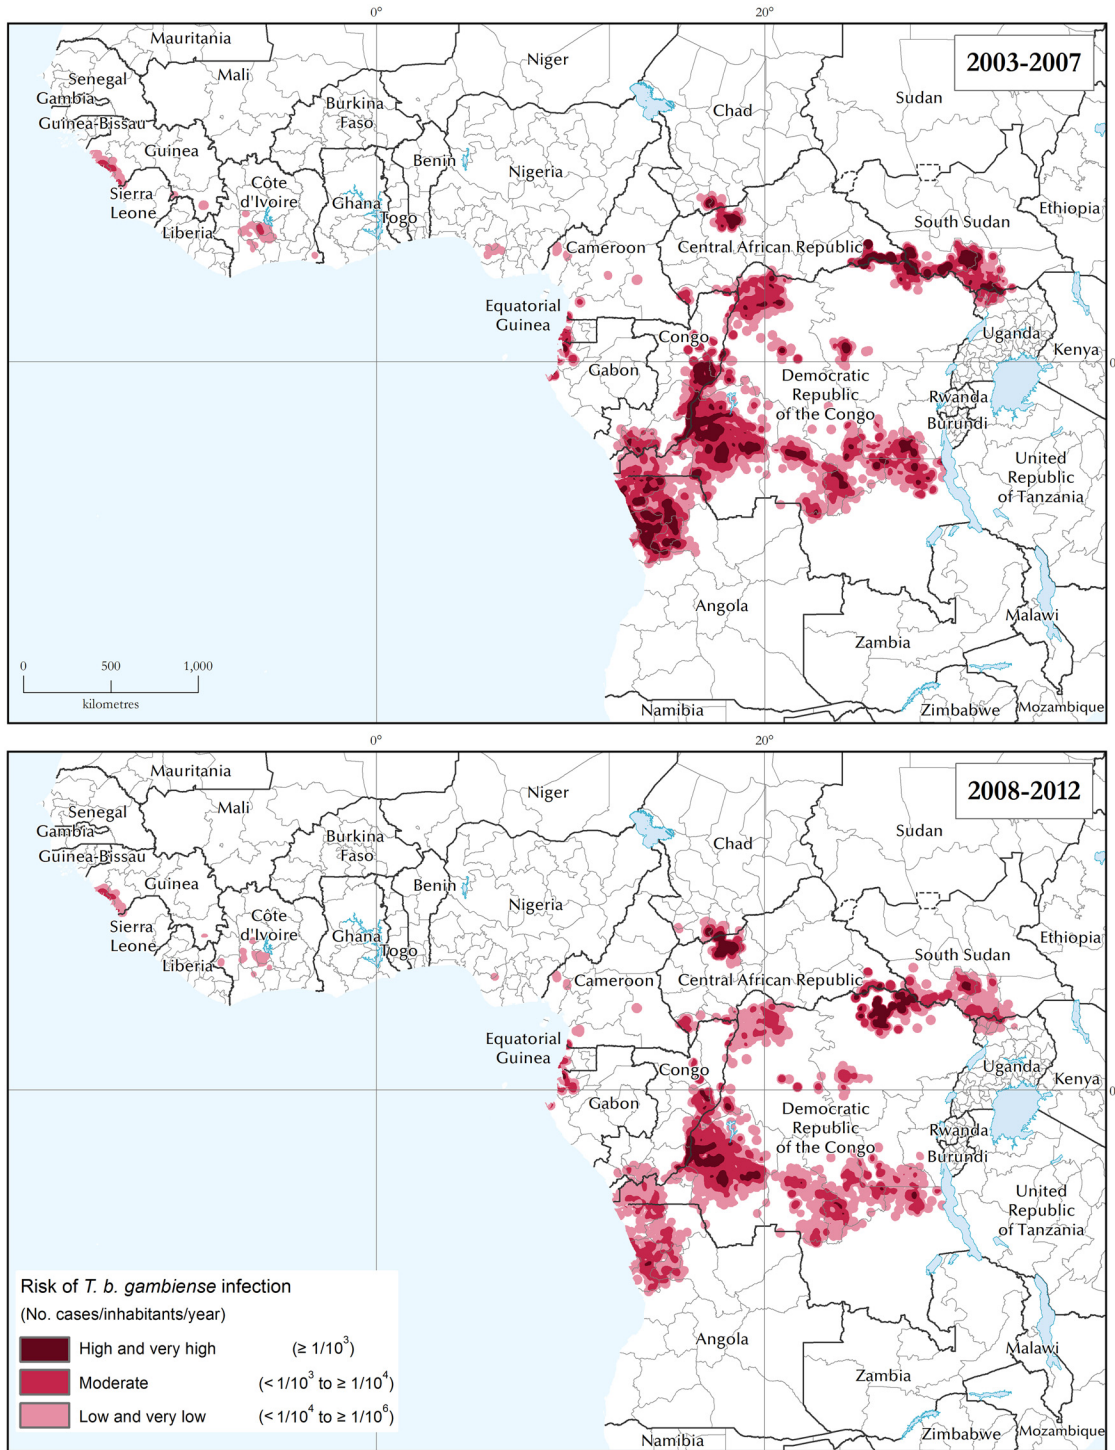 0°
20°
2003-2007
Mauritania
Niger
Mali
Senegal
Sudan
Gambia
Burkina
Faso
Chad
Guinea-Bissau
Guinea
Benin
Nigeria
Côte
d'Ivoire
Sierra
Leone
Ghana
Togo
Ethiopia
South Sudan
Liberia
Cameroon
Central African Republic
Equatorial
Guinea
Congo
Uganda
Kenya
0
Gabon
Democratic
Republic
of the Congo
Rwanda
Burundi
United
Republic
of Tanzania
Angola
Malawi
Zambia
0
500
1,000
kilometres
Namibia
Zimbabwe
Mozambique
0°
20°
2008-2012
Mauritania
Niger
Mali
Senegal
Sudan
Gambia
Burkina
Faso
Chad
Guinea-Bissau
Guinea
Benin
Nigeria
Côte
d'Ivoire
Sierra
Leone
Ghana
Togo
Ethiopia
South Sudan
Liberia
Cameroon
Central African Republic
Equatorial
Guinea
Congo
Uganda
Kenya
0
Gabon
Democratic
Republic
of the Congo
Rwanda
Burundi
United
Republic
of Tanzania
Angola
Malawi
Zambia
Namibia
Zimbabwe
Mozambique
Risk of T. b. gambiense infection
(No. cases/inhabitants/year)
High and very high (≥ 1/10³)
Moderate (< 1/10³ to ≥ 1/10⁴)
Low and very low (< 1/10⁴ to ≥ 1/10⁶)